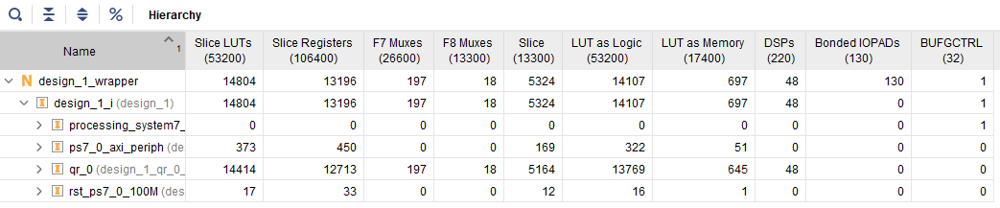 Hierarchy
Name 1 Slice LUTs (53200) Slice Registers (106400) F7 Muxes (26600) F8 Muxes (13300) Slice (13300) LUT as Logic (53200) LUT as Memory (17400) DSPs (220) Bonded IOPADs (130) BUFGCTRL (32)
N design_1_wrapper 14804 13196 197 18 5324 14107 697 48 130 1
I design_1_i (design_1) 14804 13196 197 18 5324 14107 697 48 0 1
I processing_system7_ 0 0 0 0 0 0 0 0 0 1
I ps7_0_axi_periph (de 373 450 0 0 169 322 51 0 0 0
I qr_0 (design_1_qr_0_ 14414 12713 197 18 5164 13769 645 48 0 0
I rst_ps7_0_100M (des 17 33 0 0 12 16 1 0 0 0